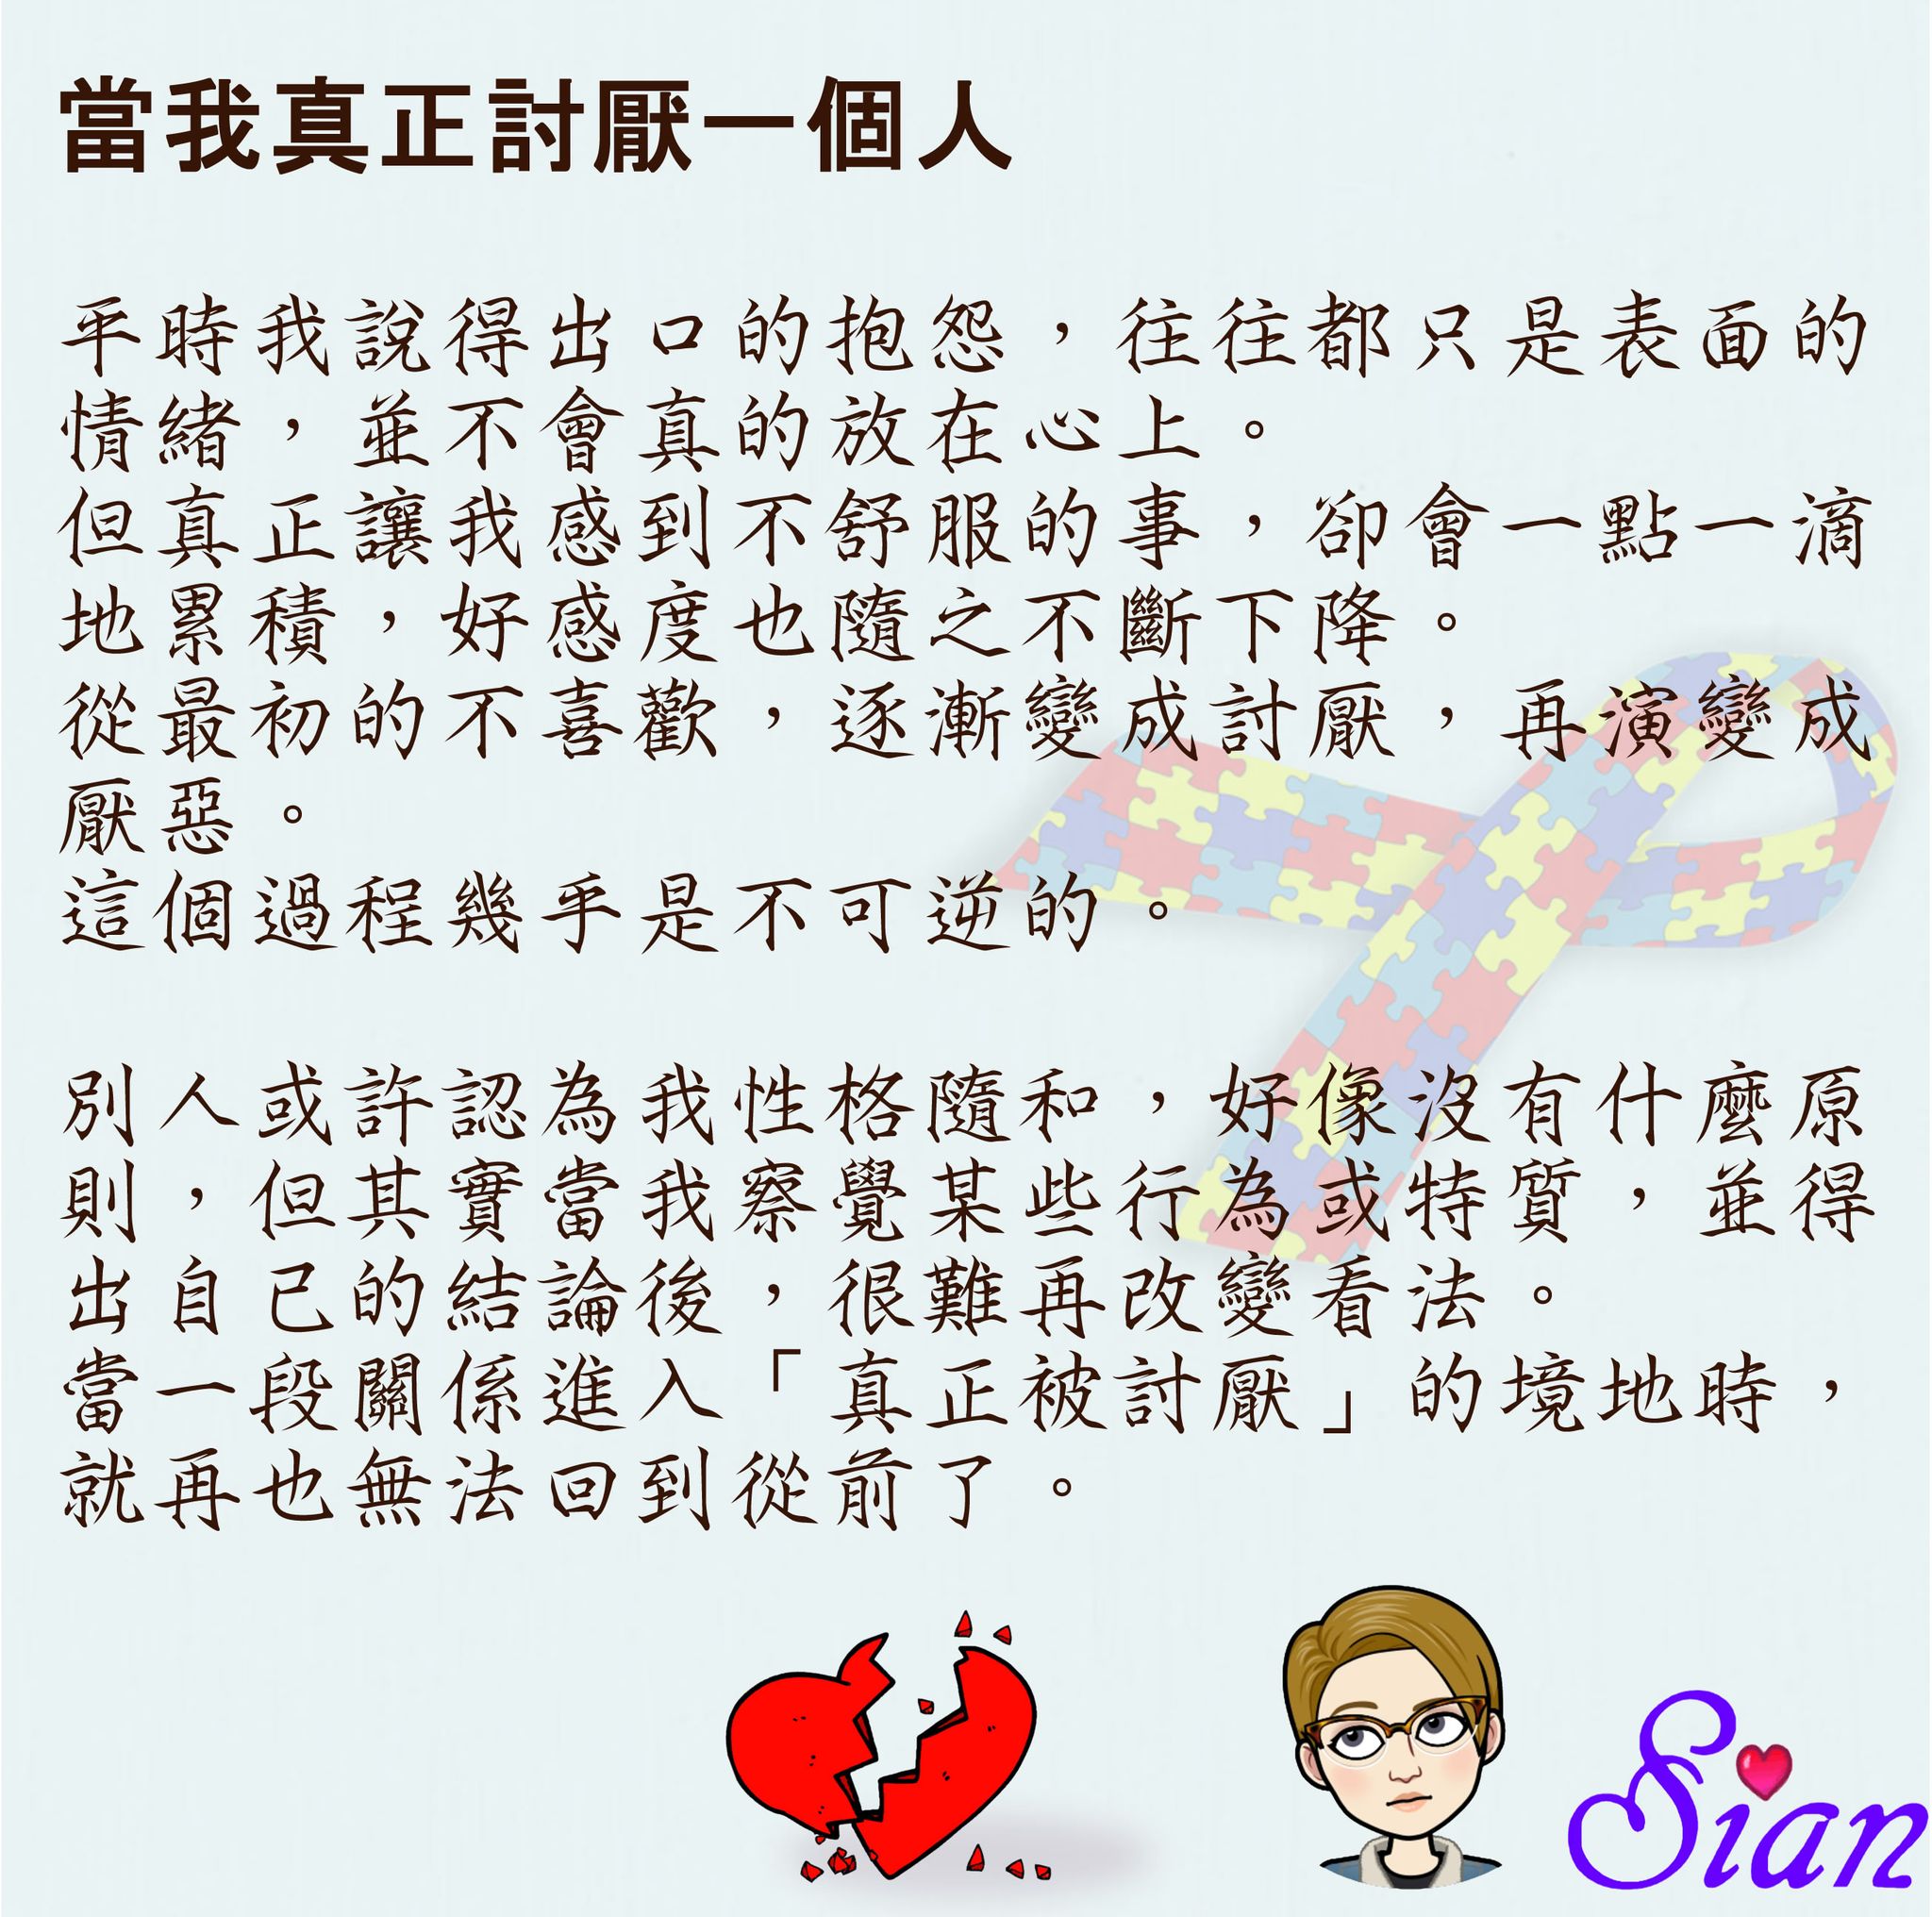 當我真正討厭一個人
平時我說得出口的抱怨，往往都只是表面的
情緒，並不會真的放在心上。
但真正讓我感到不舒服的事，卻會一點一滴
地累積，好感度也隨之不斷下降。
從最初的不喜歡，逐漸變成討厭，再演變成
厭惡。
這個過程幾乎是不可逆的。
別人或許認為我性格隨和，好像沒有什麼原
則，但其實當我察覺某些行為或特質，並得
出自己的結論後，很難再改變看法。
當一段關係進入「真正被討厭」的境地時，
就再也無法回到從前了。
Sian